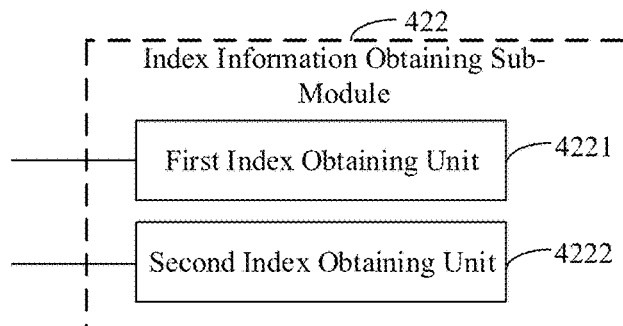 422
Index Information Obtaining Sub-
Module
First Index Obtaining Unit
4221
Second Index Obtaining Unit
4222